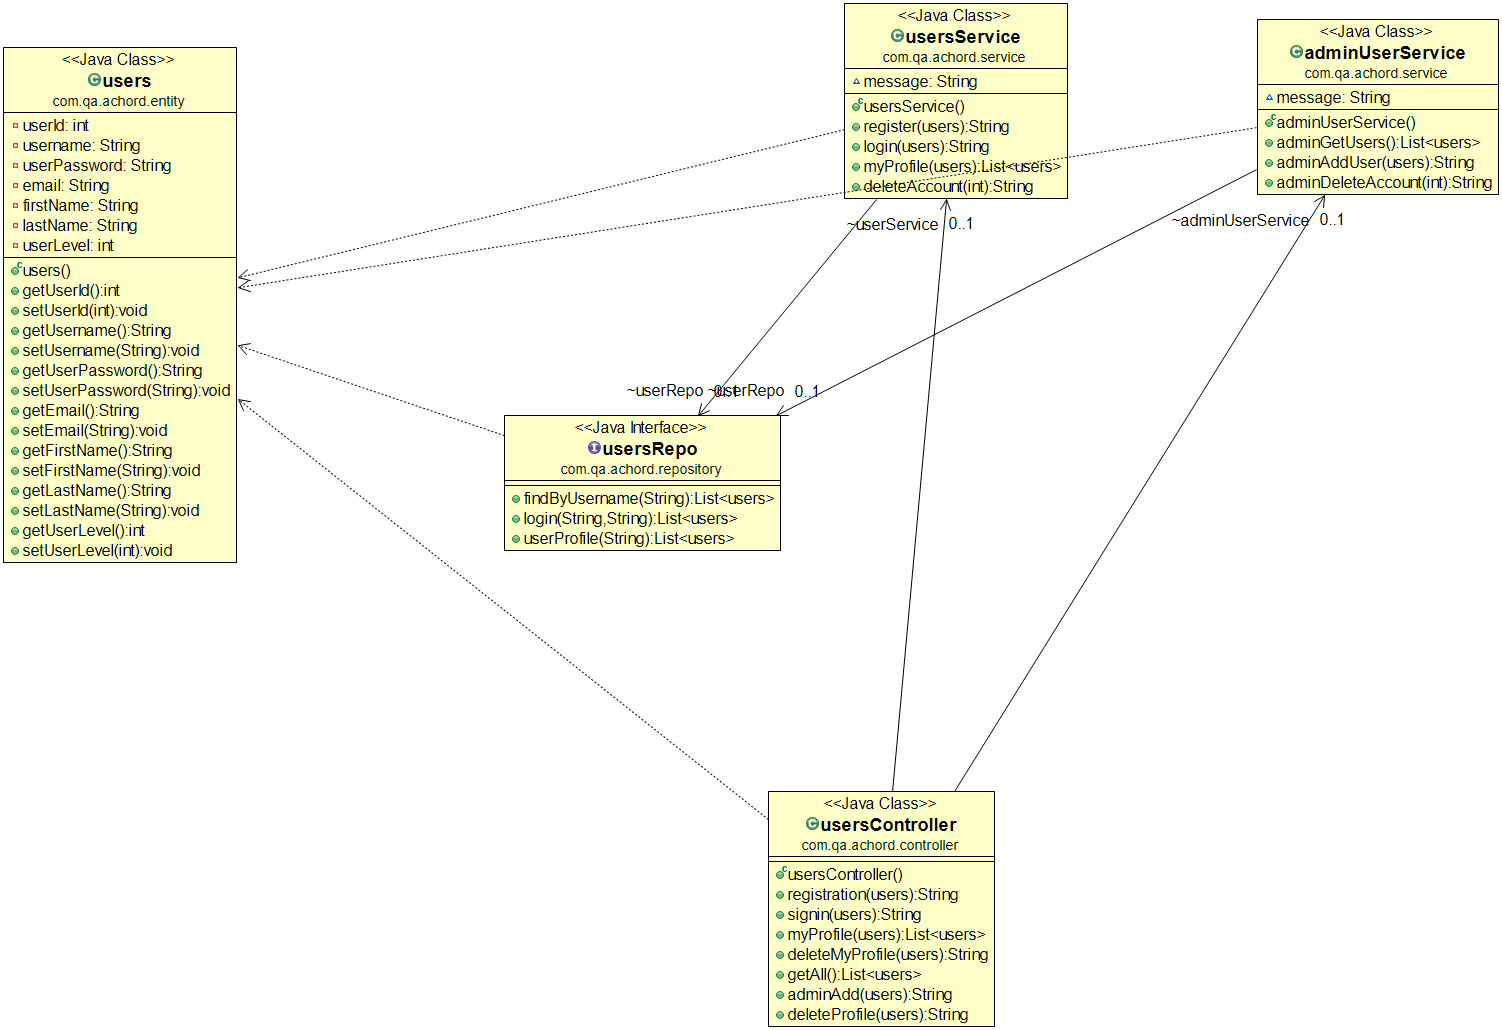 <<Java Class>>
users
com.qa.achord.entity
userId: int
username: String
userPassword: String
email: String
firstName: String
lastName: String
userLevel: int
users()
getUserId():int
setUserId(int):void
getUsername():String
setUsername(String):void
getUserPassword():String
setUserPassword(String):void
getEmail():String
setEmail(String):void
getFirstName():String
setFirstName(String):void
getLastName():String
setLastName(String):void
getUserLevel():int
setUserLevel(int):void
<<Java Class>>
usersService
com.qa.achord.service
message: String
usersService()
register(users):String
login(users):String
myProfile(users):List<users>
deleteAccount(int):String
<<Java Class>>
adminUserService
com.qa.achord.service
message: String
adminUserService()
adminGetUsers():List<users>
adminAddUser(users):String
adminDeleteAccount(int):String
~userService 0..1
~adminUserService 0..1
~userRepo 0..1
~userRepo 0..1
<<Java Interface>>
usersRepo
com.qa.achord.repository
findByUsername(String):List<users>
login(String,String):List<users>
userProfile(String):List<users>
<<Java Class>>
usersController
com.qa.achord.controller
usersController()
registration(users):String
signin(users):String
myProfile(users):List<users>
deleteMyProfile(users):String
getAll():List<users>
adminAdd(users):String
deleteProfile(users):String